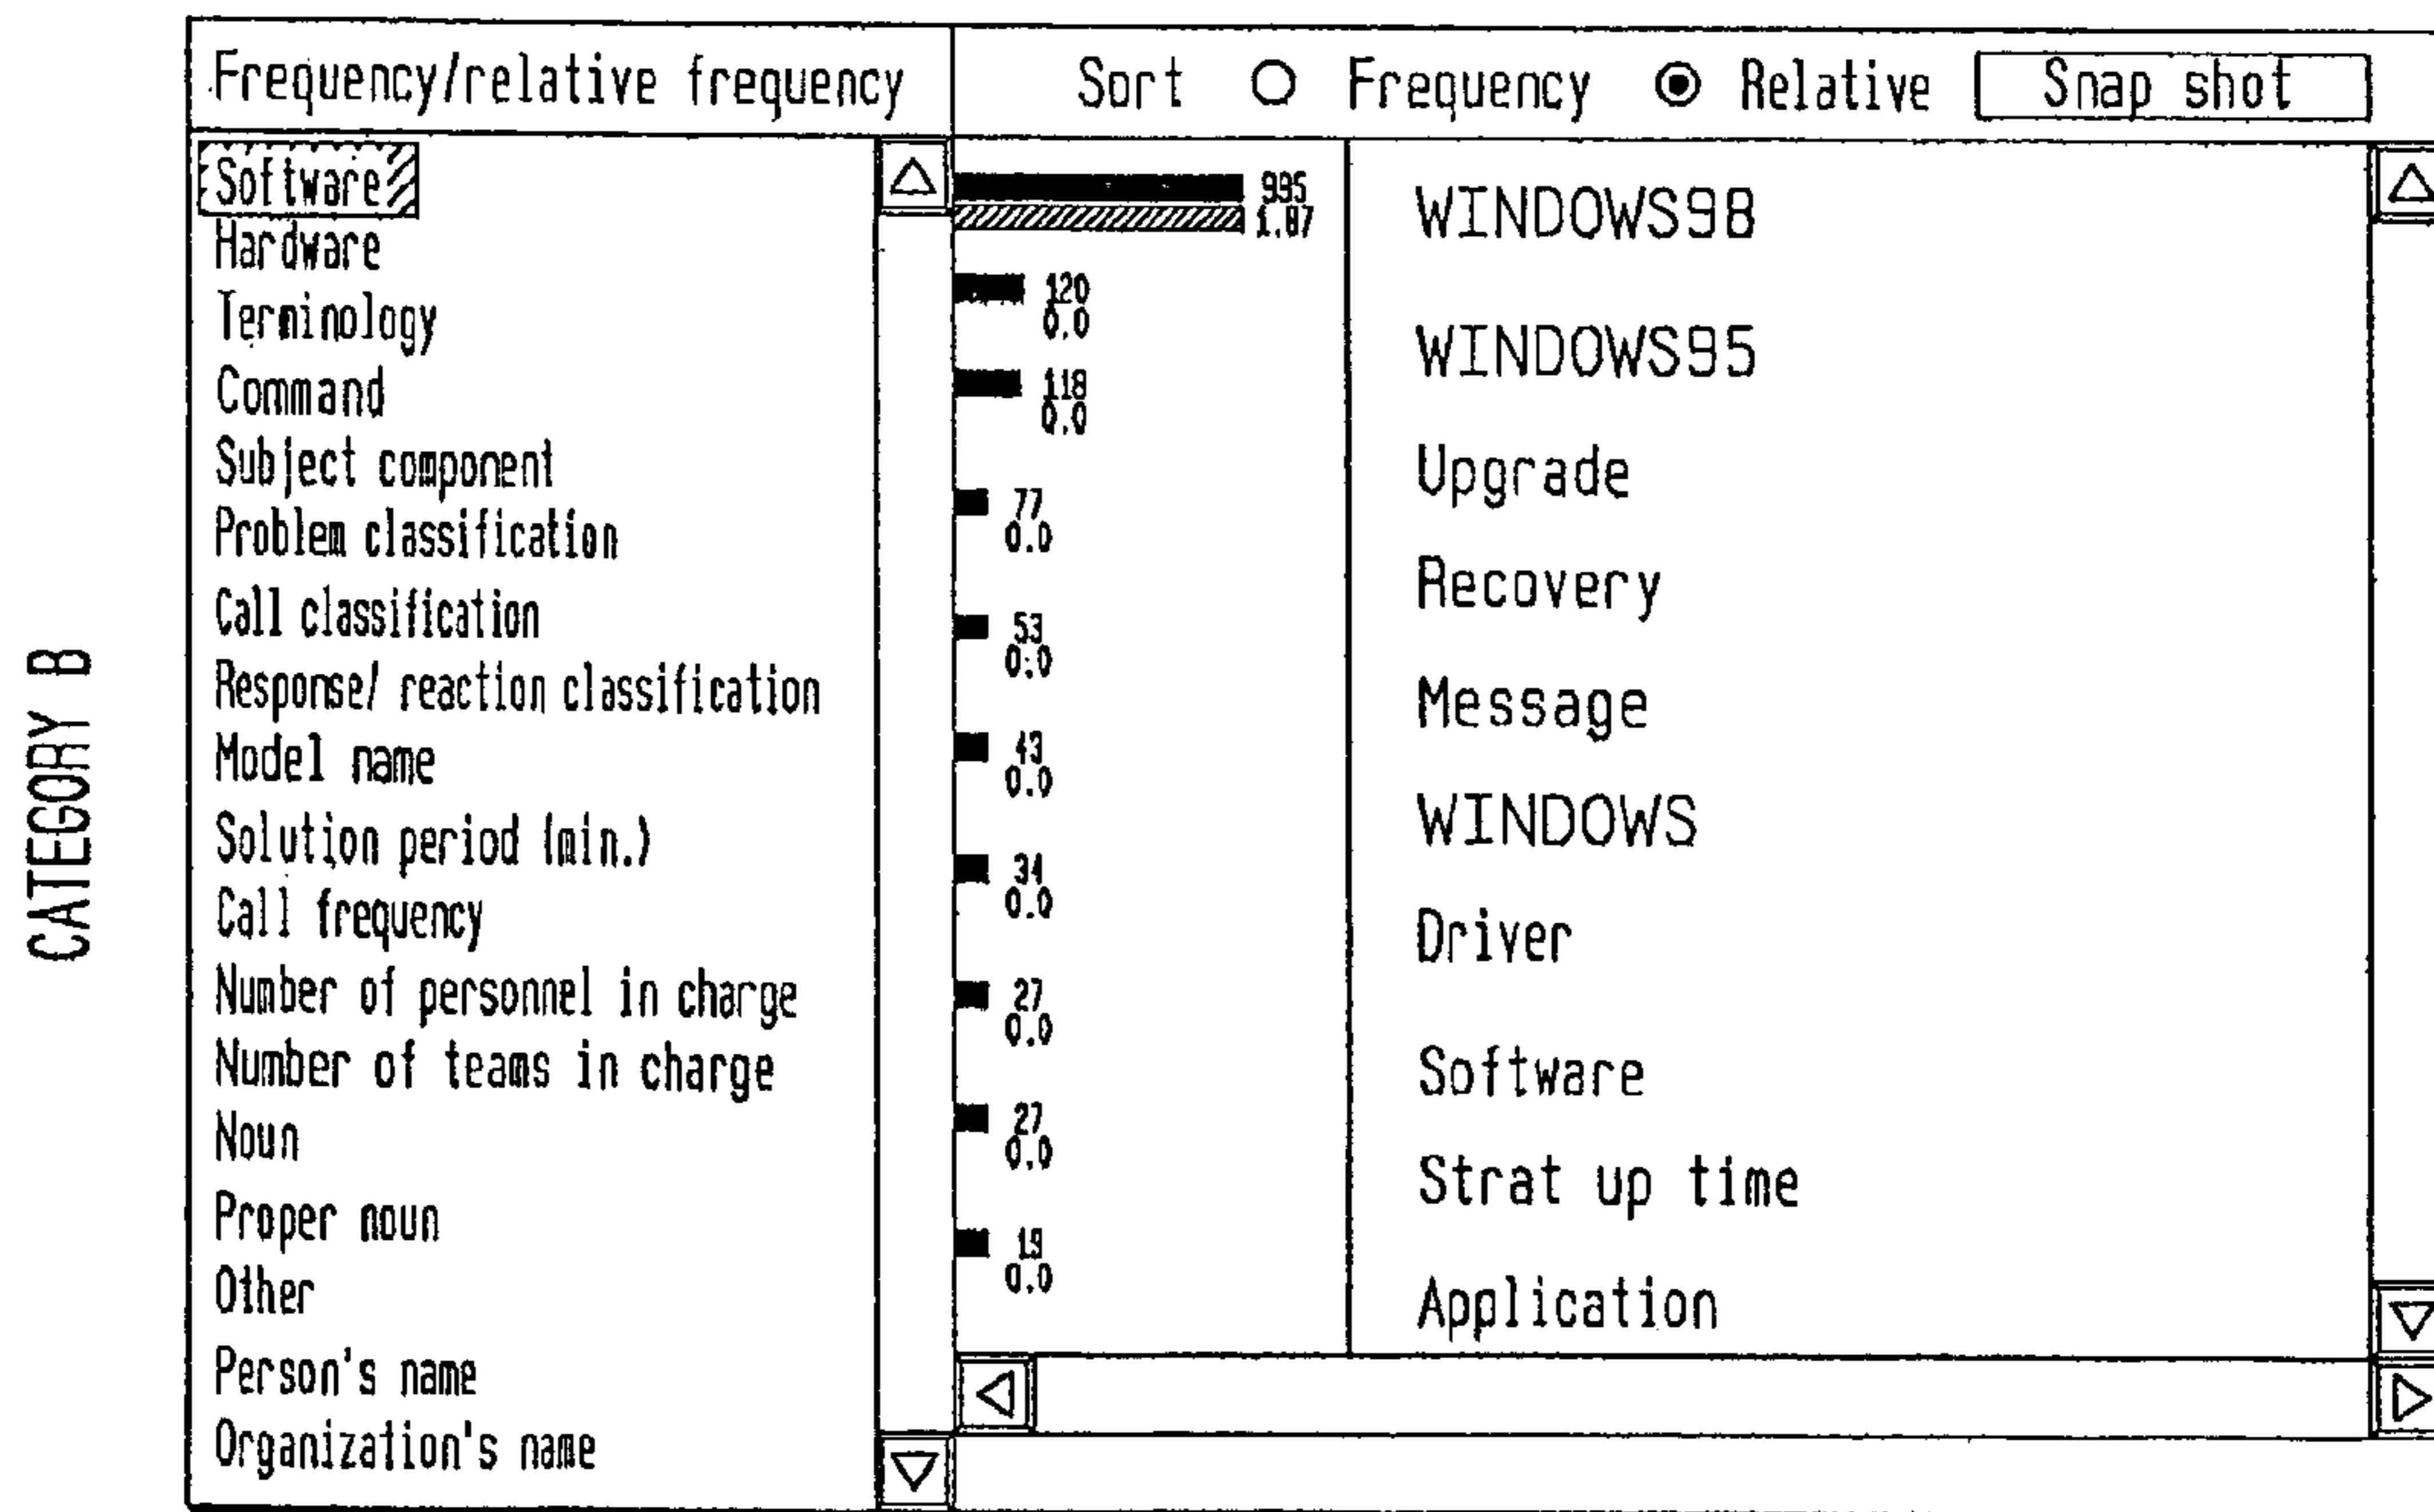 CATEGORY B
Frequency/relative frequency
Sort Frequency Relative Snap shot
Software
Hardware
Terminology
Command
Subject component
Problem classification
Call classification
Response/ reaction classification
Model name
Solution period (min.)
Call frequency
Number of personnel in charge
Number of teams in charge
Noun
Proper noun
Other
Person's name
Organization's name
995
1.07
WINDOWS98
120
0.0
WINDOWS95
118
0.0
Upgrade
77
0.0
Recovery
53
0.0
Message
43
0.0
WINDOWS
34
0.0
Driver
27
0.0
Software
27
0.0
Strat up time
19
0.0
Application